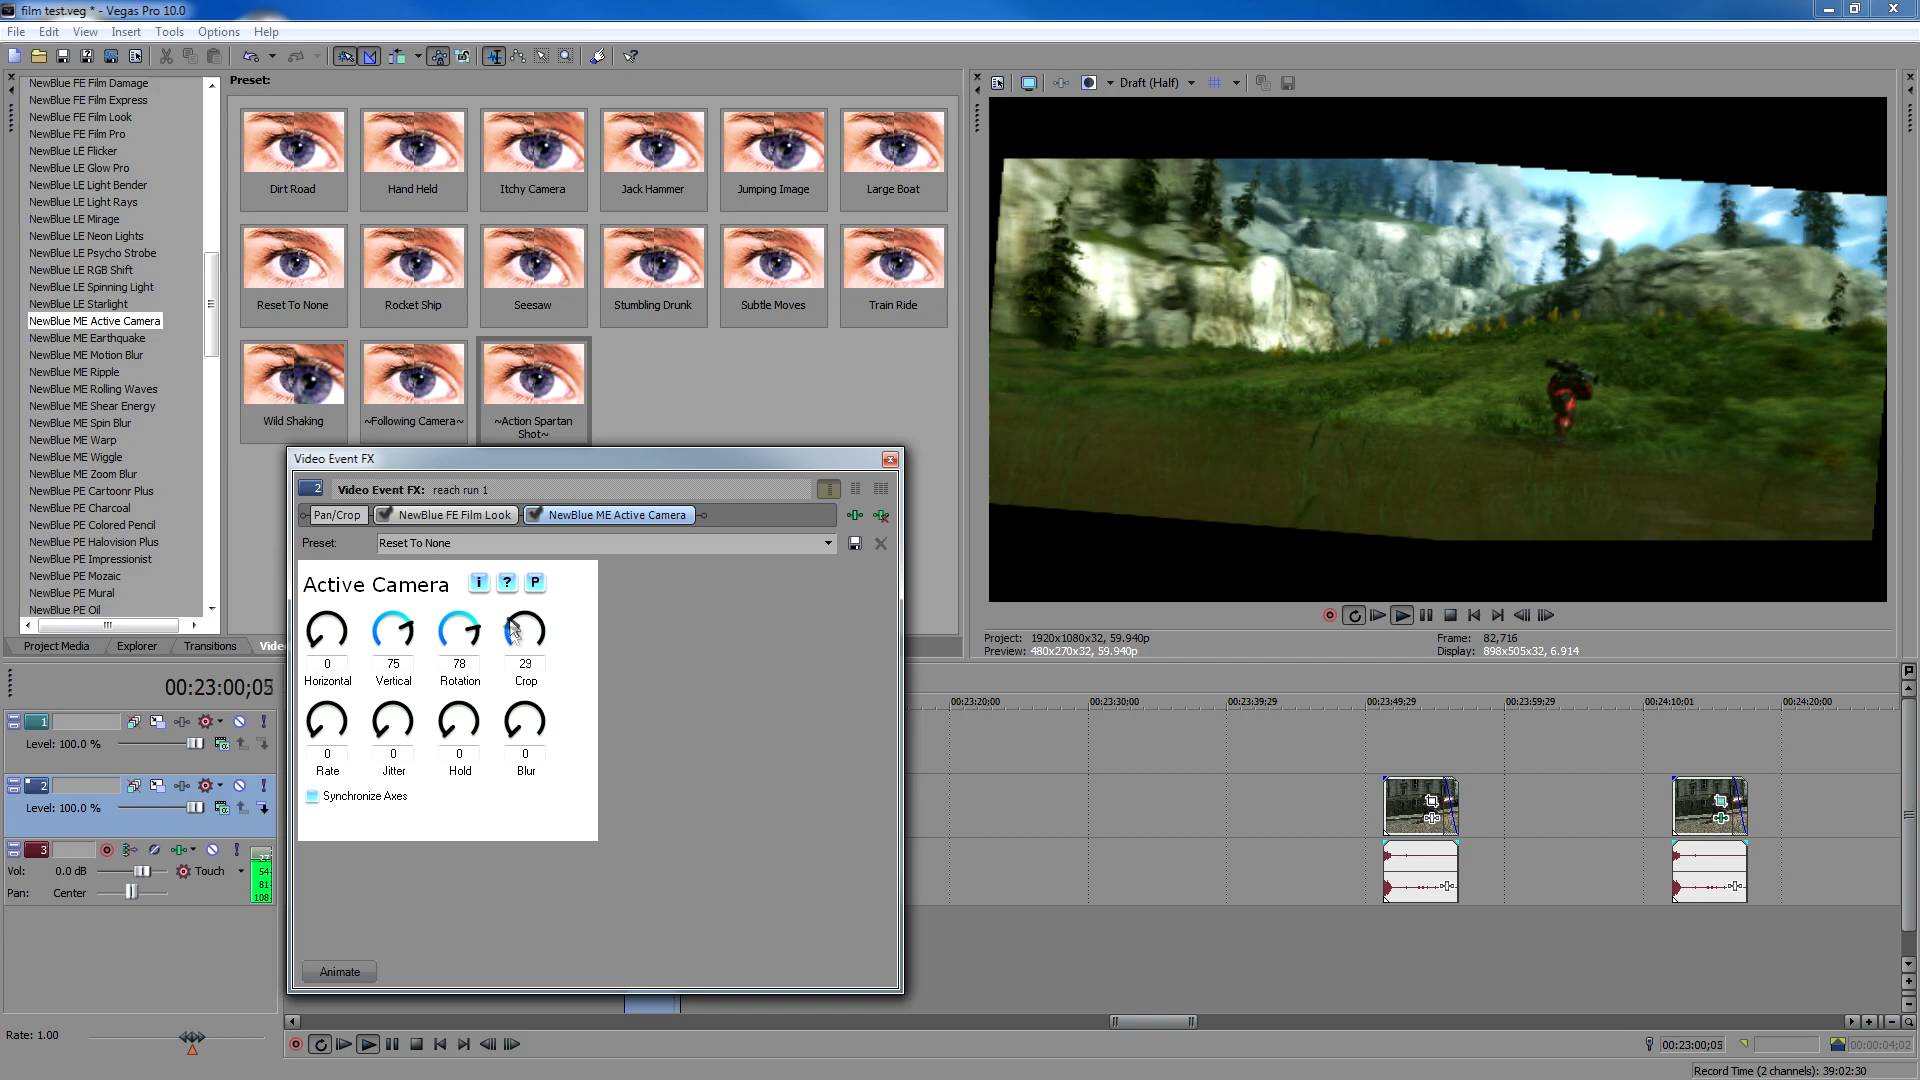 film test.veg * - Vegas Pro 10.0
File Edit View Insert Tools Options Help
NewBlue FE Film Damage
NewBlue FE Film Express
NewBlue FE Film Look
NewBlue FE Film Pro
NewBlue LE Flicker
NewBlue LE Glow Pro
NewBlue LE Light Bender
NewBlue LE Light Rays
NewBlue LE Mirage
NewBlue LE Neon Lights
NewBlue LE Psycho Strobe
NewBlue LE RGB Shift
NewBlue LE Spinning Light
NewBlue LE Starlight
NewBlue ME Active Camera
NewBlue ME Earthquake
NewBlue ME Motion Blur
NewBlue ME Ripple
NewBlue ME Rolling Waves
NewBlue ME Shear Energy
NewBlue ME Spin Blur
NewBlue ME Warp
NewBlue ME Wiggle
NewBlue ME Zoom Blur
NewBlue PE Cartoonr Plus
NewBlue PE Charcoal
NewBlue PE Colored Pencil
NewBlue PE Halovision Plus
NewBlue PE Impressionist
NewBlue PE Mozaic
NewBlue PE Mural
NewBlue PE Oil
Project Media Explorer Transitions Vide
Preset:
Dirt Road Hand Held Itchy Camera Jack Hammer Jumping Image Large Boat
Reset To None Rocket Ship Seesaw Stumbling Drunk Subtle Moves Train Ride
Wild Shaking ~Following Camera~ ~Action Spartan
Shot~
Draft (Half)
Project: 1920x1080x32, 59.940p
Preview: 480x270x32, 59.940p
Frame: 82,716
Display: 898x505x32, 6.914
Video Event FX
2 Video Event FX: reach run 1
Pan/Crop NewBlue FE Film Look NewBlue ME Active Camera
Preset: Reset To None
Active Camera i ? P
0 75 78 29
Horizontal Vertical Rotation Crop
0 0 0 0
Rate Jitter Hold Blur
Synchronize Axes
Animate
00:23:00;05
1
Level: 100.0 %
2
Level: 100.0 %
3
Vol: 0.0 dB Touch
Pan: Center
54
81
108
Rate: 1.00
00:23:20:00 00:23:30:00 00:23:39;29 00:23:49;29 00:23:59;29 00:24:10;01 00:24:20;00
00:23:00;05 00:00:04;02
Record Time (2 channels): 39:02:30